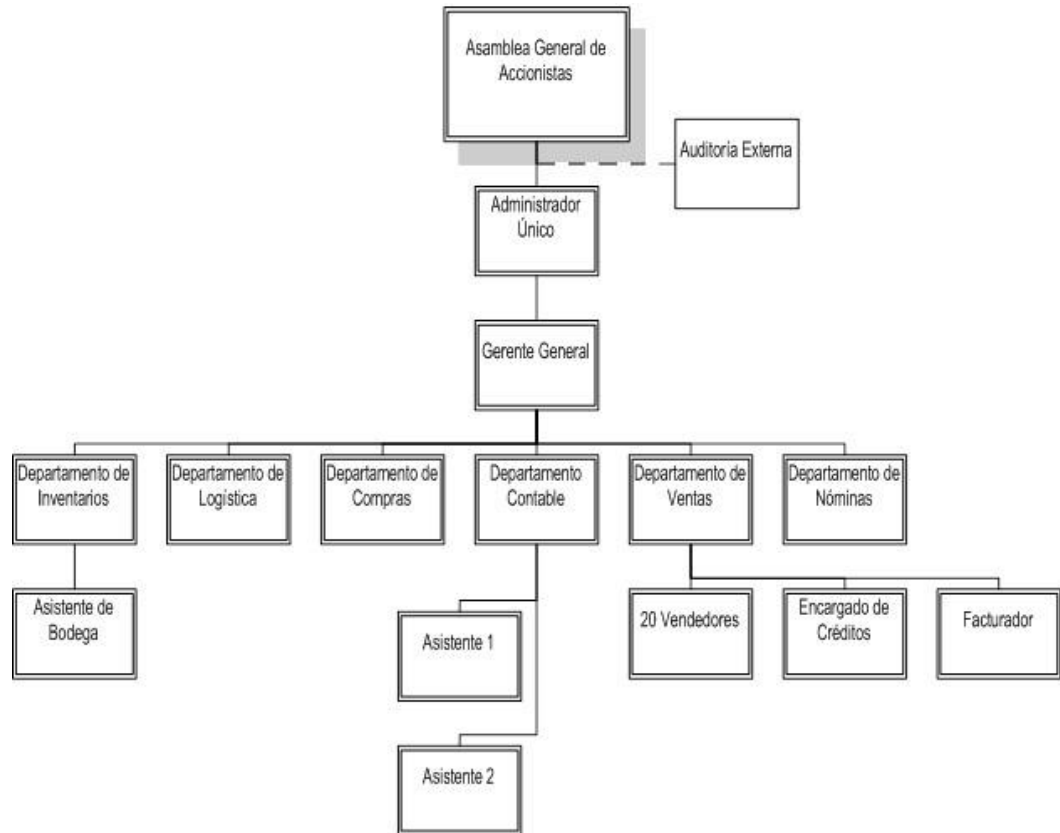 Asamblea General de
Accionistas
Auditoría Externa
Administrador
Único
Gerente General
Departamento de
Inventarios
Departamento de
Logística
Departamento de
Compras
Departamento
Contable
Departamento de
Ventas
Departamento de
Nóminas
Asistente de
Bodega
Asistente 1
20 Vendedores
Encargado de
Créditos
Facturador
Asistente 2